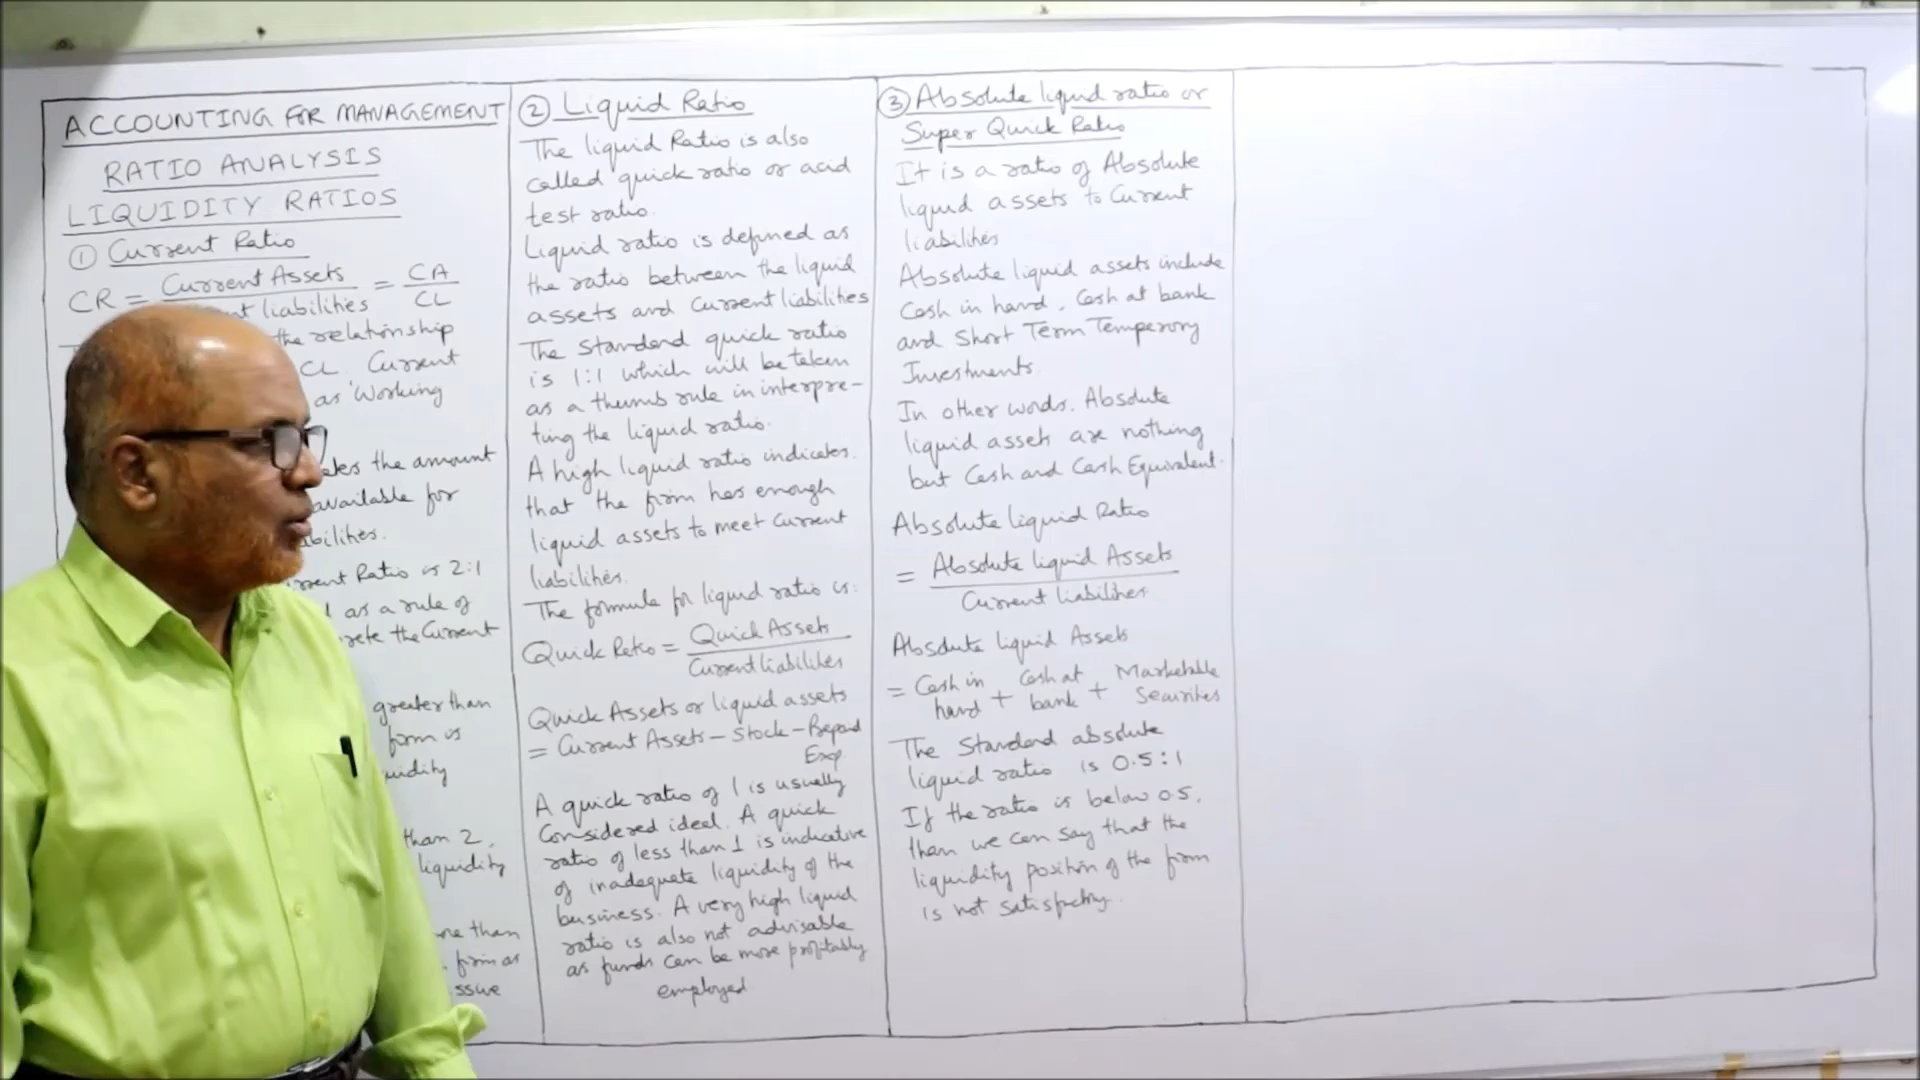 ACCOUNTING FOR MANAGEMENT
RATIO ANALYSIS
LIQUIDITY RATIOS
① Current Ratio
CR = Current Assets = CA
liabilities CL
the relationship
CL. Current
as 'Working
the amount
available for
Ratio is 2:1
as a rule of
the Current
greater than
firm is
than 2,
liquidity
than
firm as
② Liquid Ratio
The liquid Ratio is also
called quick ratio or acid
test ratio.
Liquid ratio is defined as
the ratio between the liquid
assets and Current liabilities
The Standard quick ratio
is 1:1 which will be taken
as a thumb rule in interpre-
ting the liquid ratio.
A high liquid ratio indicates.
that the firm has enough
liquid assets to meet Current
liabilities.
The formula for liquid ratio is:
Quick Ratio = Quick Assets
Current liabilities
Quick Assets or liquid assets
= Current Assets – Stock – Prepaid
Exp
A quick ratio of 1 is usually
Considered ideal. A quick
ratio of less than 1 is indicative
of inadequate liquidity of the
business. A very high liquid
ratio is also not advisable
as funds can be more profitably
employed
③ Absolute liquid ratio or
Super Quick Ratio
It is a ratio of Absolute
liquid assets to Current
liabilities
Absolute liquid assets include
Cash in hand, Cash at bank
and Short Term Temperory
Investments.
In other words, Absolute
liquid assets are nothing
but Cash and Cash Equivalent.
Absolute liquid Ratio
= Absolute liquid Assets
Current liabilities
Absolute liquid Assets
= Cash in hand + Cash at bank + Marketable Securities
The Standard absolute
liquid ratio is 0.5:1
If the ratio is below 0.5,
than we can say that the
liquidity position of the firm
is not satisfactory.